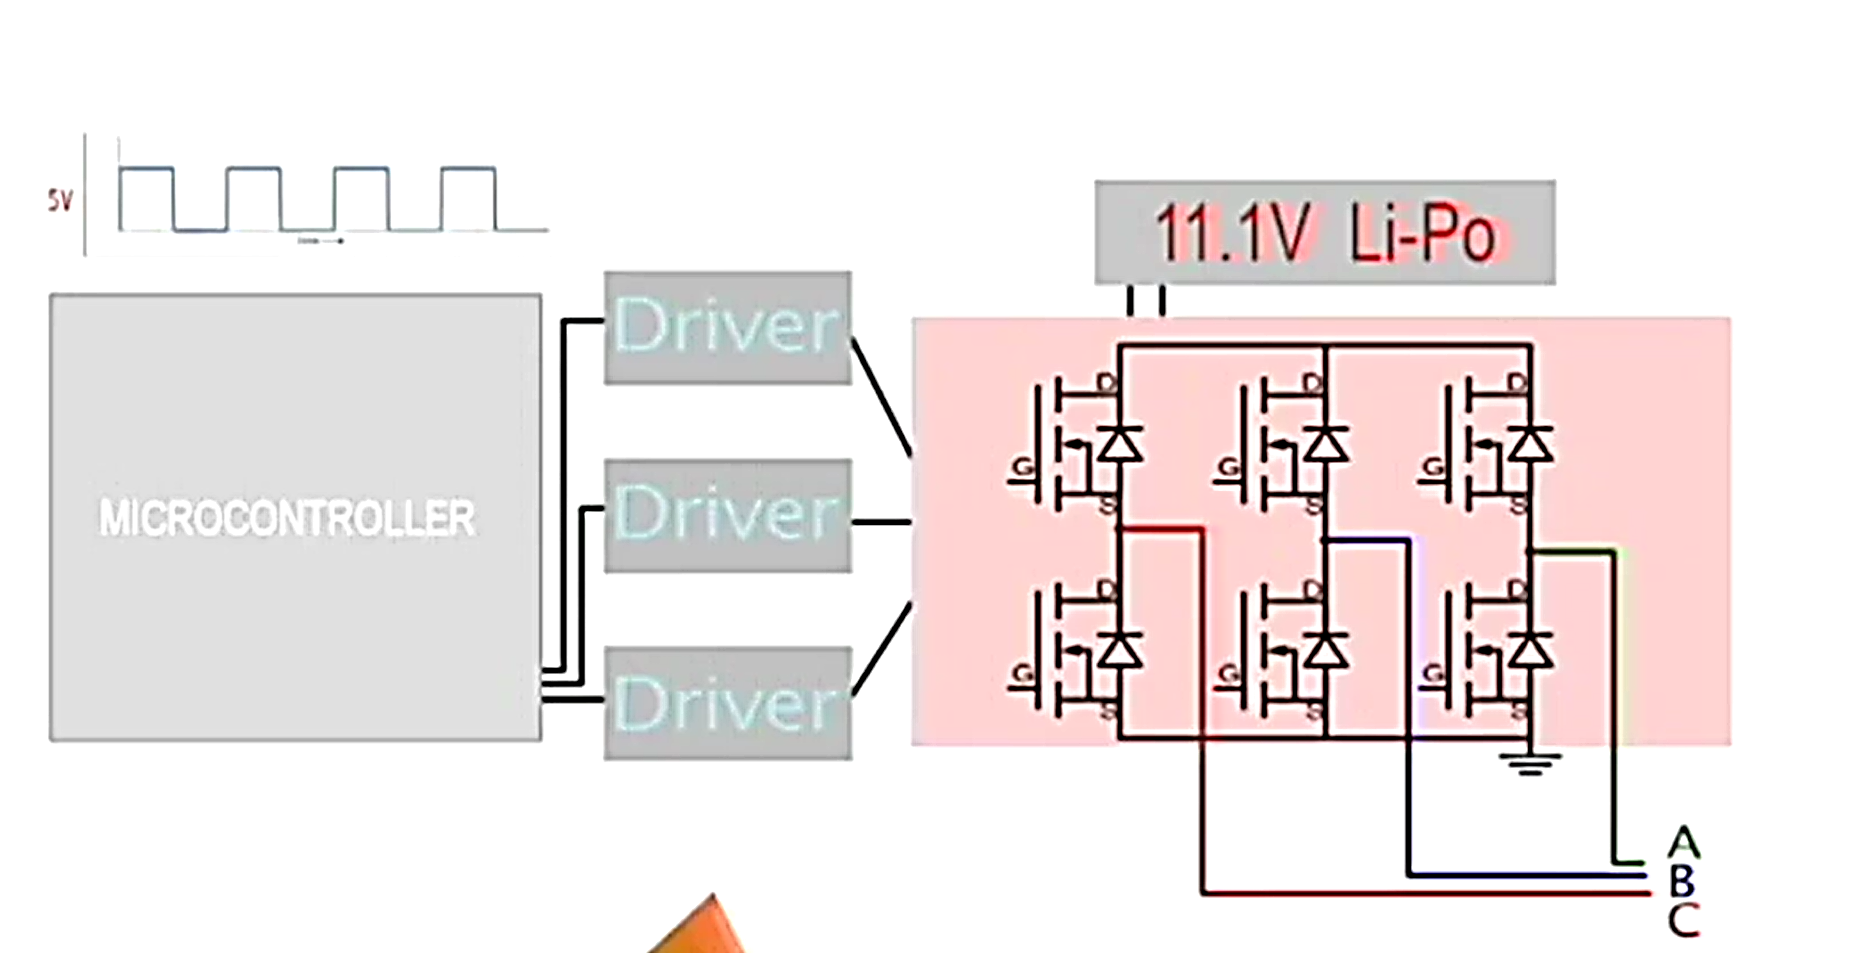 5V
11.1V Li-Po
Driver
MICROCONTROLLER
Driver
Driver
D D D
G G G
S S S
D D D
G G G
S S S
A
B
C